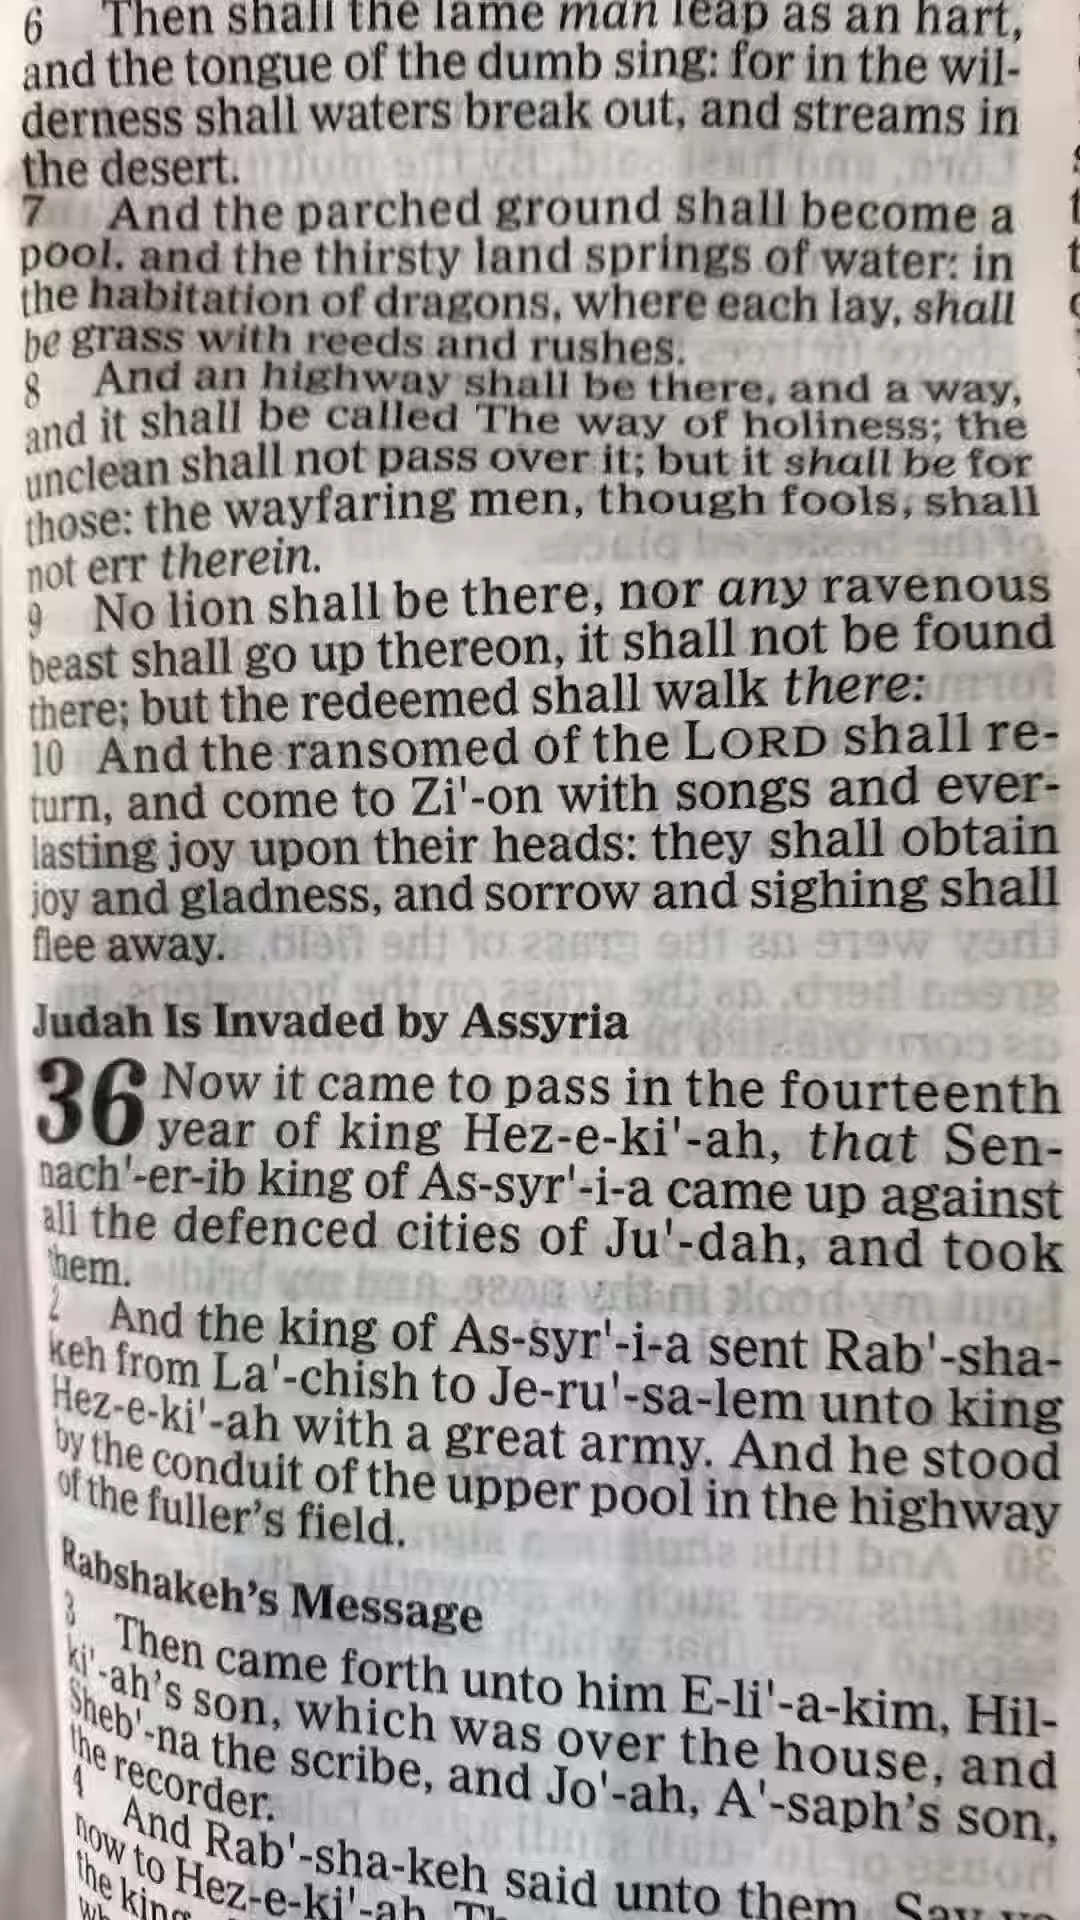 6 Then shall the lame man leap as an hart,
and the tongue of the dumb sing: for in the wil-
derness shall waters break out, and streams in
the desert.
7 And the parched ground shall become a
pool, and the thirsty land springs of water: in
the habitation of dragons, where each lay, shall
be grass with reeds and rushes.
8 And an highway shall be there, and a way,
and it shall be called The way of holiness; the
unclean shall not pass over it; but it shall be for
those: the wayfaring men, though fools, shall
not err therein.
9 No lion shall be there, nor any ravenous
beast shall go up thereon, it shall not be found
there; but the redeemed shall walk there:
10 And the ransomed of the LORD shall re-
turn, and come to Zi'-on with songs and ever-
lasting joy upon their heads: they shall obtain
joy and gladness, and sorrow and sighing shall
flee away.
Judah Is Invaded by Assyria
36 Now it came to pass in the fourteenth
year of king Hez-e-ki'-ah, that Sen-
nach'-er-ib king of As-syr'-i-a came up against
all the defenced cities of Ju'-dah, and took
them.
2 And the king of As-syr'-i-a sent Rab'-sha-
keh from La'-chish to Je-ru'-sa-lem unto king
Hez-e-ki'-ah with a great army. And he stood
by the conduit of the upper pool in the highway
of the fuller's field.
Rabshakeh's Message
3 Then came forth unto him E-li'-a-kim, Hil-
ki'-ah's son, which was over the house, and
Sheb'-na the scribe, and Jo'-ah, A'-saph's son,
the recorder.
4 And Rab'-sha-keh said unto them, Say ye
now to Hez-e-ki'-ah,
the king